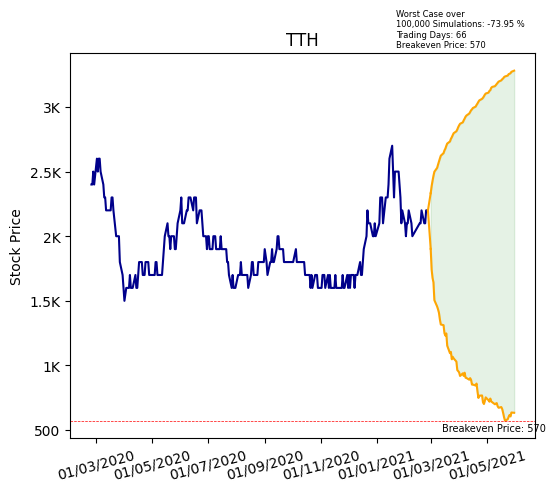 Worst Case over
100,000 Simulations: -73.95 %
Trading Days: 66
Breakeven Price: 570
TTH
Stock Price
3K
2.5K
2K
1.5K
1K
500
Breakeven Price: 570
01/03/2020
01/05/2020
01/07/2020
01/09/2020
01/11/2020
01/01/2021
01/03/2021
01/05/2021